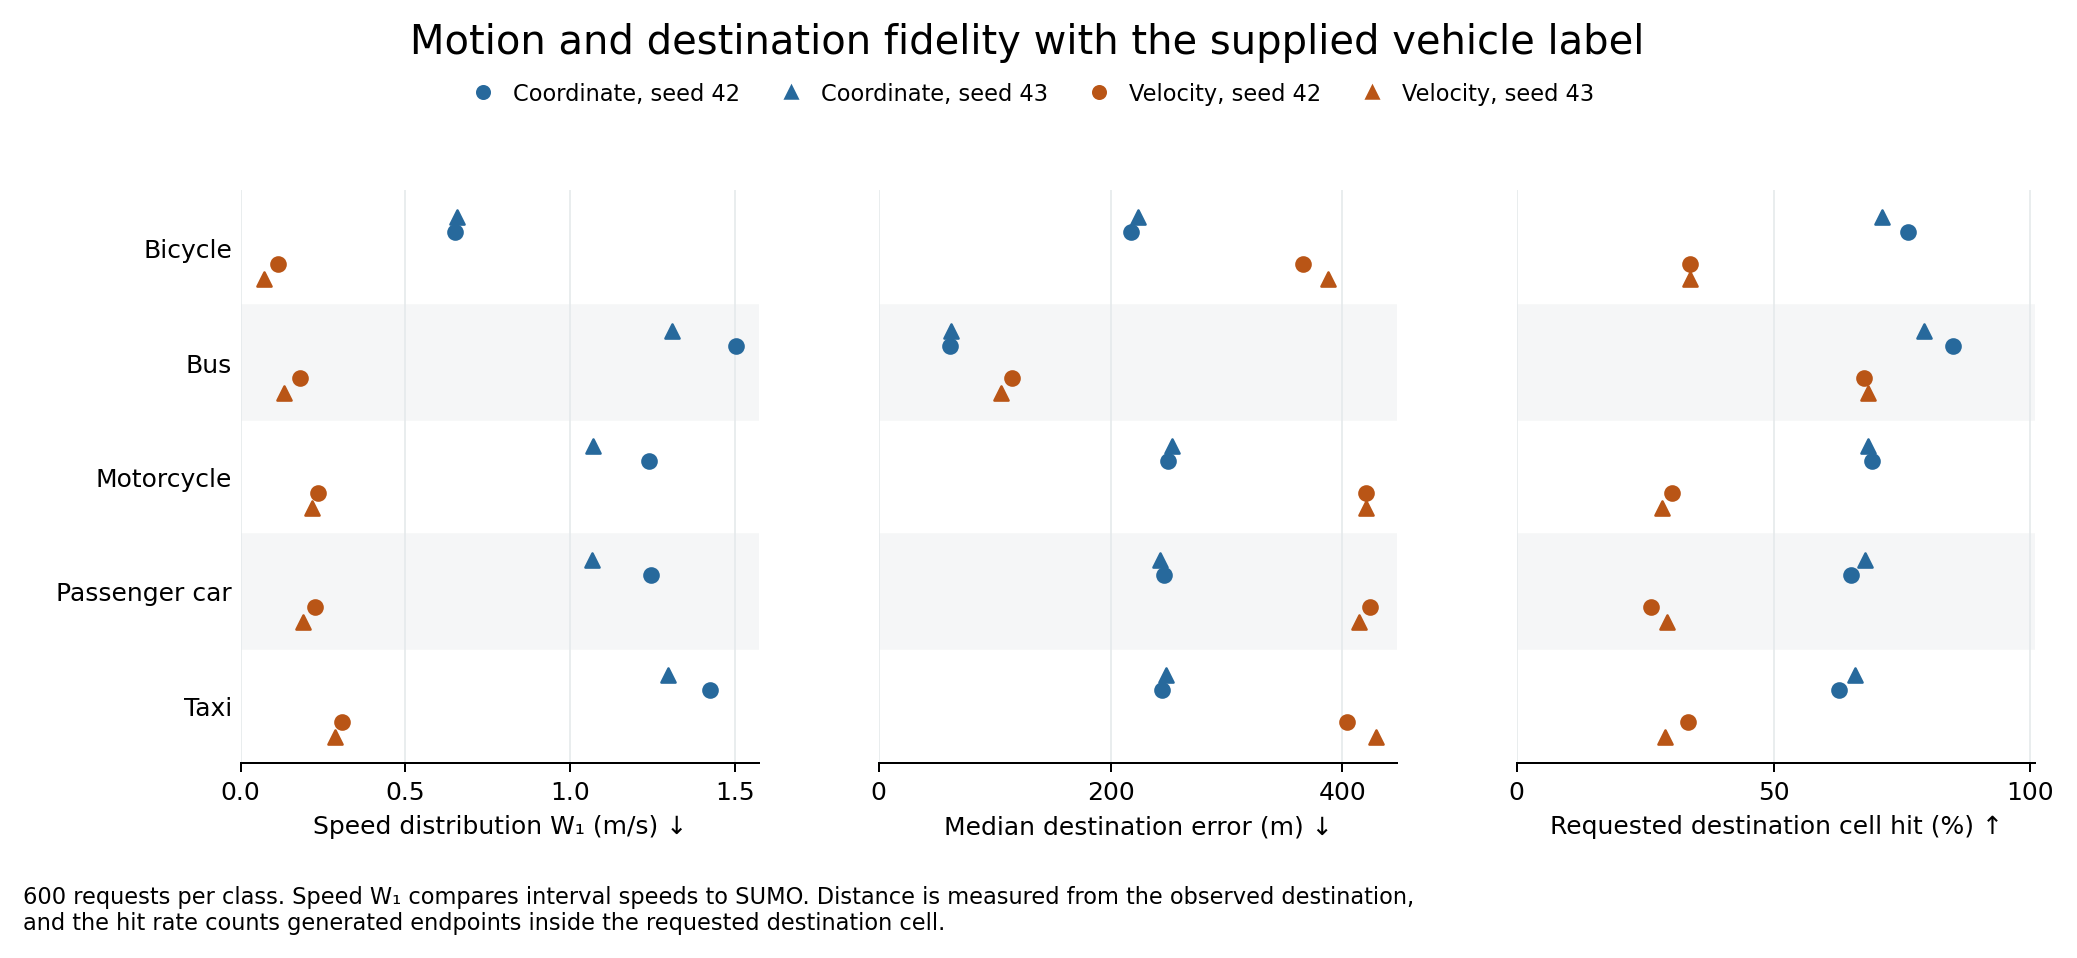 Motion and destination fidelity with the supplied vehicle label
Coordinate, seed 42
Coordinate, seed 43
Velocity, seed 42
Velocity, seed 43
Bicycle
Bus
Motorcycle
Passenger car
Taxi
0.0 0.5 1.0 1.5
Speed distribution W₁ (m/s) ↓
0 200 400
Median destination error (m) ↓
0 50 100
Requested destination cell hit (%) ↑
600 requests per class. Speed W₁ compares interval speeds to SUMO. Distance is measured from the observed destination,
and the hit rate counts generated endpoints inside the requested destination cell.